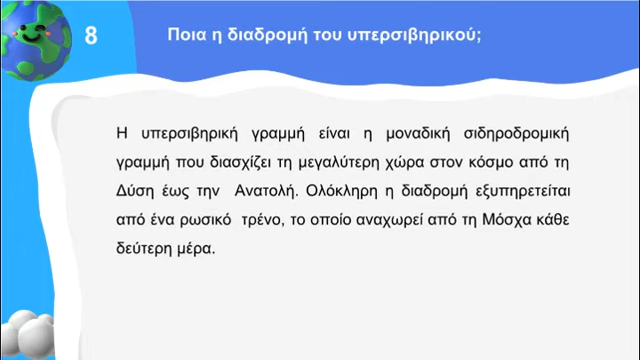 8
Ποια η διαδρομή του υπερσιβηρικού;
Η υπερσιβηρική γραμμή είναι η μοναδική σιδηροδρομική
γραμμή που διασχίζει τη μεγαλύτερη χώρα στον κόσμο από τη
Δύση έως την Ανατολή. Ολόκληρη η διαδρομή εξυπηρετείται
από ένα ρωσικό τρένο, το οποίο αναχωρεί από τη Μόσχα κάθε
δεύτερη μέρα.